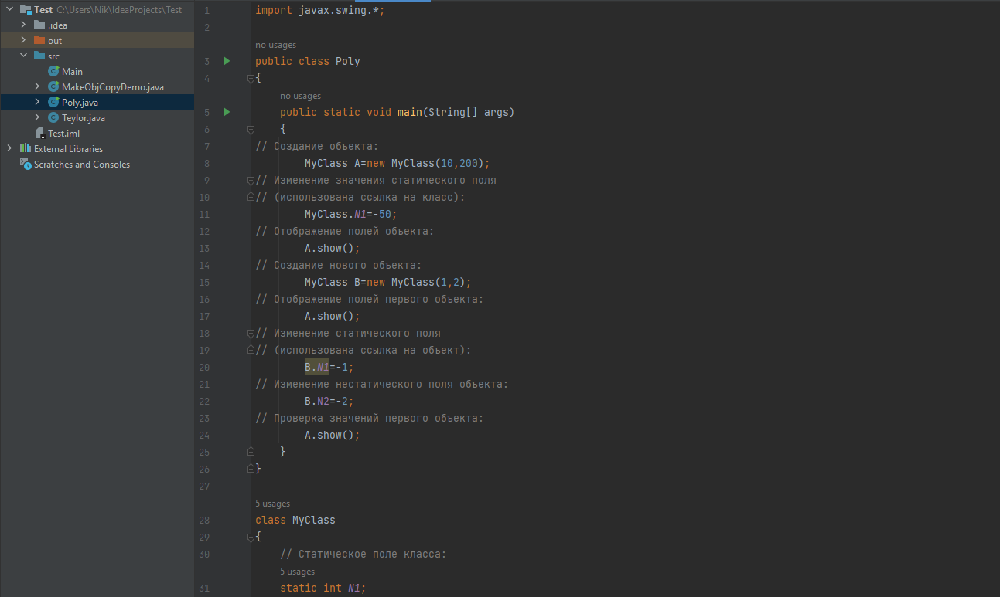 Test C:\Users\Nik\IdeaProjects\Test
.idea
out
src
Main
MakeObjCopyDemo.java
Poly.java
Teylor.java
Test.iml
External Libraries
Scratches and Consoles
1 import javax.swing.*;
2
no usages
3 public class Poly
4 {
no usages
5 public static void main(String[] args)
6 {
7 // Создание объекта:
8 MyClass A=new MyClass(10,200);
9 // Изменение значения статического поля
10 // (использована ссылка на класс):
11 MyClass.N1=-50;
12 // Отображение полей объекта:
13 A.show();
14 // Создание нового объекта:
15 MyClass B=new MyClass(1,2);
16 // Отображение полей первого объекта:
17 A.show();
18 // Изменение статического поля
19 // (использована ссылка на объект):
20 B.N1=-1;
21 // Изменение нестатического поля объекта:
22 B.N2=-2;
23 // Проверка значений первого объекта:
24 A.show();
25 }
26 }
27
5 usages
28 class MyClass
29 {
30 // Статическое поле класса:
5 usages
31 static int N1;